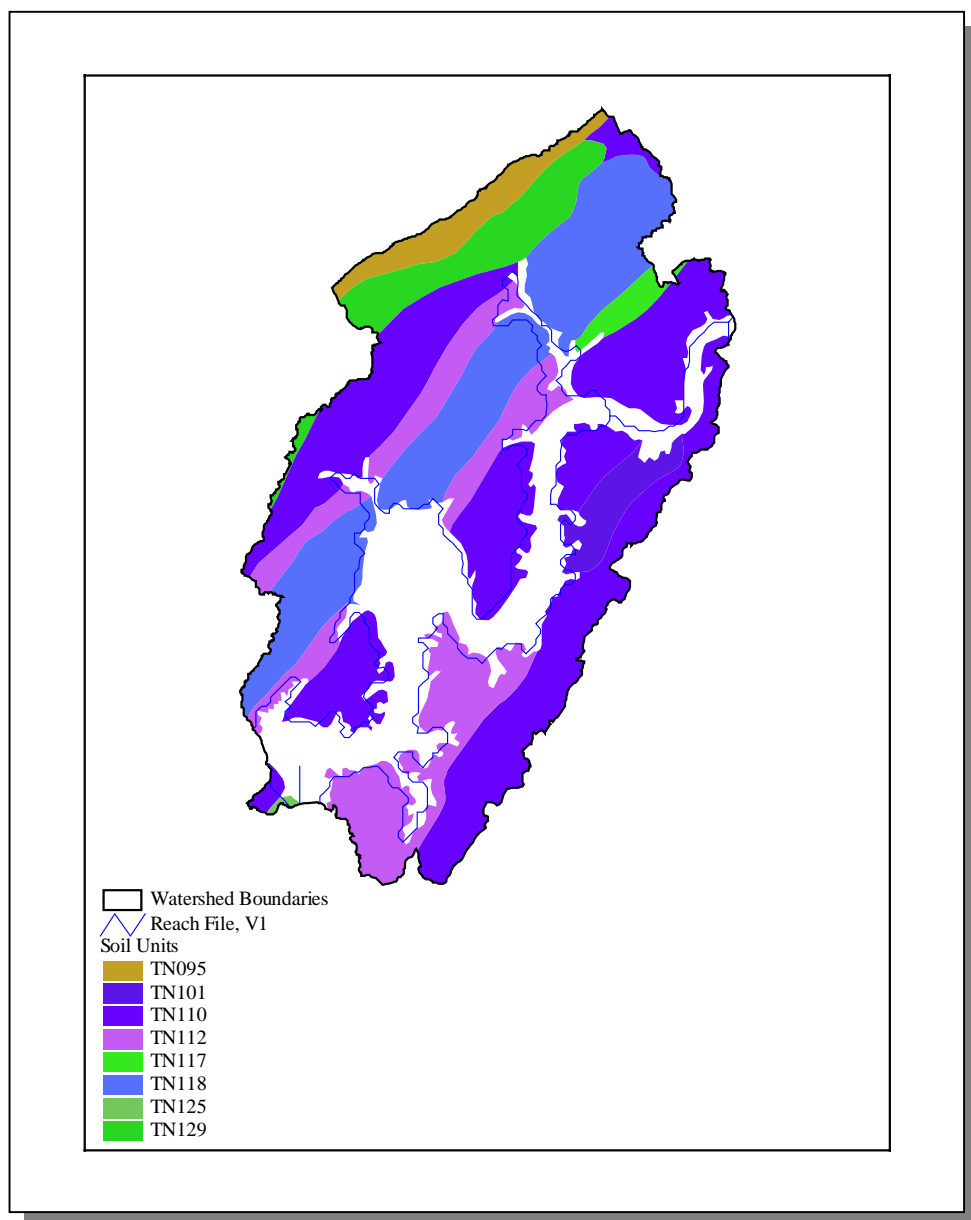 Watershed Boundaries
Reach File, V1
Soil Units
TN095
TN101
TN110
TN112
TN117
TN118
TN125
TN129